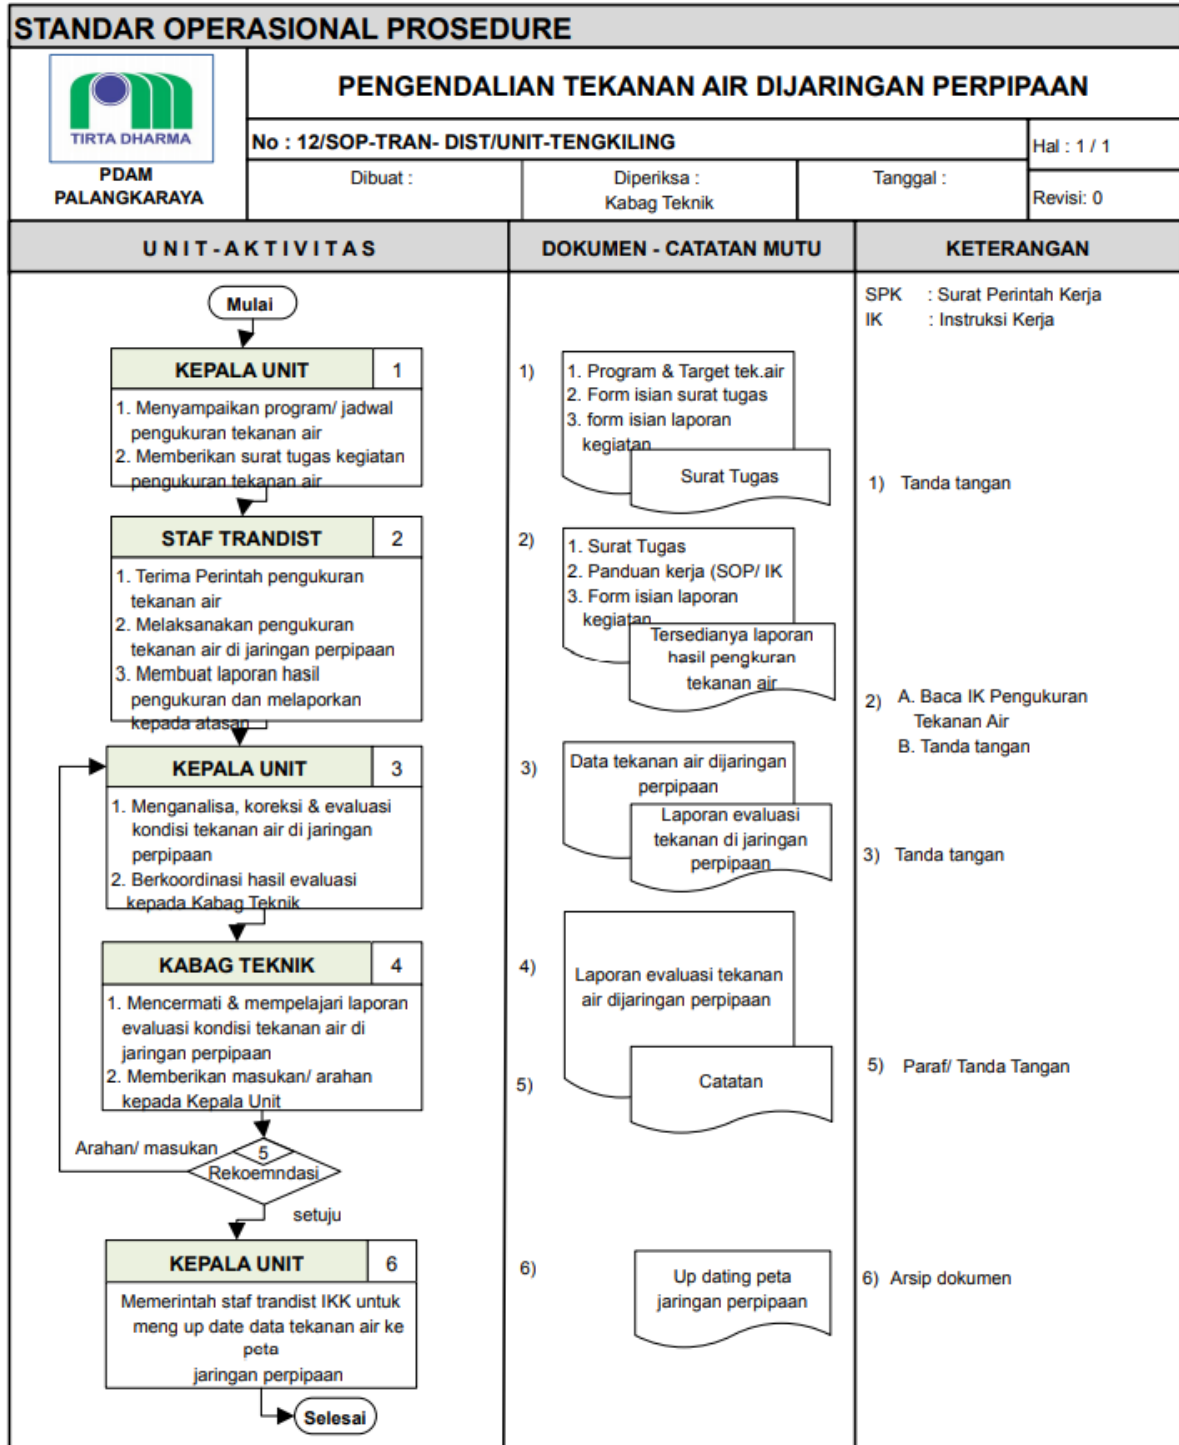 STANDAR OPERASIONAL PROSEDURE
TIRTA DHARMA
PDAM
PALANGKARAYA
PENGENDALIAN TEKANAN AIR DIJARINGAN PERPIPAAN
No : 12/SOP-TRAN- DIST/UNIT-TENGKILING
Hal : 1 / 1
Dibuat :
Diperiksa :
Kabag Teknik
Tanggal :
Revisi: 0
U N I T - A K T I V I T A S
DOKUMEN - CATATAN MUTU
KETERANGAN
Mulai
KEPALA UNIT
1
1. Menyampaikan program/ jadwal
pengukuran tekanan air
2. Memberikan surat tugas kegiatan
pengukuran tekanan air
STAF TRANDIST
2
1. Terima Perintah pengukuran
tekanan air
2. Melaksanakan pengukuran
tekanan air di jaringan perpipaan
3. Membuat laporan hasil
pengukuran dan melaporkan
kepada atasan
KEPALA UNIT
3
1. Menganalisa, koreksi & evaluasi
kondisi tekanan air di jaringan
perpipaan
2. Berkoordinasi hasil evaluasi
kepada Kabag Teknik
KABAG TEKNIK
4
1. Mencermati & mempelajari laporan
evaluasi kondisi tekanan air di
jaringan perpipaan
2. Memberikan masukan/ arahan
kepada Kepala Unit
Arahan/ masukan
5
Rekoemndasi
setuju
KEPALA UNIT
6
Memerintah staf trandist IKK untuk
meng up date data tekanan air ke
peta
jaringan perpipaan
Selesai
1)
1. Program & Target tek.air
2. Form isian surat tugas
3. form isian laporan
kegiatan
Surat Tugas
2)
1. Surat Tugas
2. Panduan kerja (SOP/ IK
3. Form isian laporan
kegiatan
Tersedianya laporan
hasil pengkuran
tekanan air
3)
Data tekanan air dijaringan
perpipaan
Laporan evaluasi
tekanan di jaringan
perpipaan
4)
Laporan evaluasi tekanan
air dijaringan perpipaan
5)
Catatan
6)
Up dating peta
jaringan perpipaan
SPK : Surat Perintah Kerja
IK : Instruksi Kerja
1) Tanda tangan
2) A. Baca IK Pengukuran
Tekanan Air
B. Tanda tangan
3) Tanda tangan
5) Paraf/ Tanda Tangan
6) Arsip dokumen